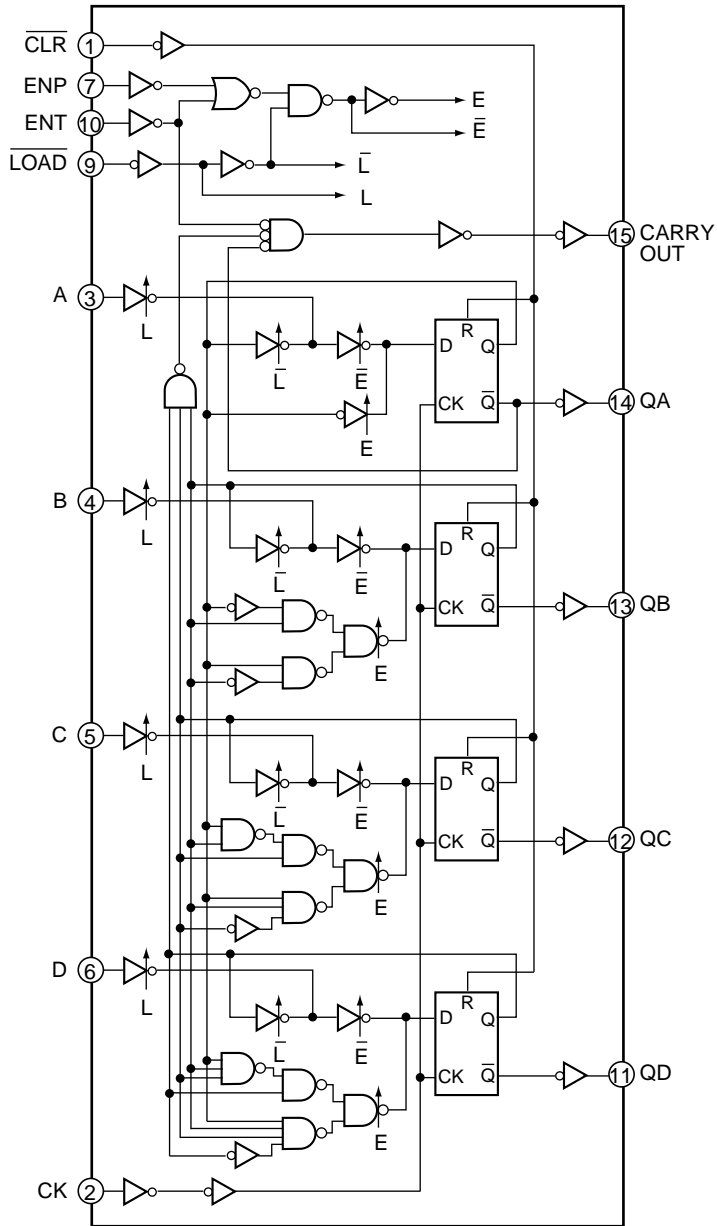 CLR 1
ENP 7
ENT 10
LOAD 9
E
E̅
L̅
L
15 CARRY
OUT
A 3
L
L̅
E̅
E
D
R
Q
CK
Q̅
14 QA
B 4
L
L̅
E̅
E
D
R
Q
CK
Q̅
13 QB
C 5
L
L̅
E̅
E
D
R
Q
CK
Q̅
12 QC
D 6
L
L̅
E̅
E
D
R
Q
CK
Q̅
11 QD
CK 2